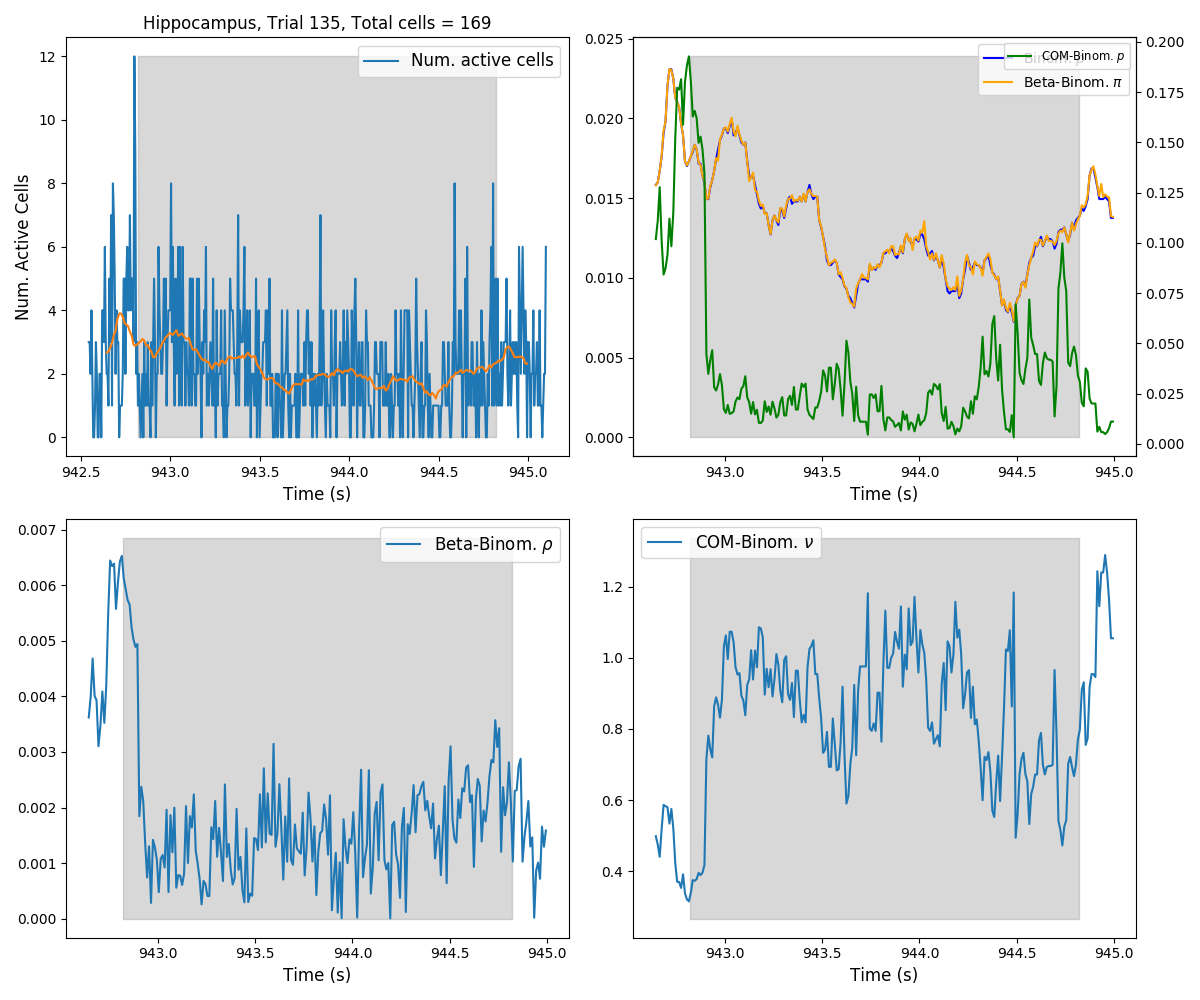 Hippocampus, Trial 135, Total cells = 169
Num. Active Cells
12
10
8
6
4
2
0
Num. active cells
942.5 943.0 943.5 944.0 944.5 945.0
Time (s)
0.025
0.020
0.015
0.010
0.005
0.000
COM-Binom. p
Binom. p
Beta-Binom. π
0.200
0.175
0.150
0.125
0.100
0.075
0.050
0.025
0.000
943.0 943.5 944.0 944.5 945.0
Time (s)
0.007
0.006
0.005
0.004
0.003
0.002
0.001
0.000
Beta-Binom. ρ
943.0 943.5 944.0 944.5 945.0
Time (s)
COM-Binom. ν
1.2
1.0
0.8
0.6
0.4
943.0 943.5 944.0 944.5 945.0
Time (s)